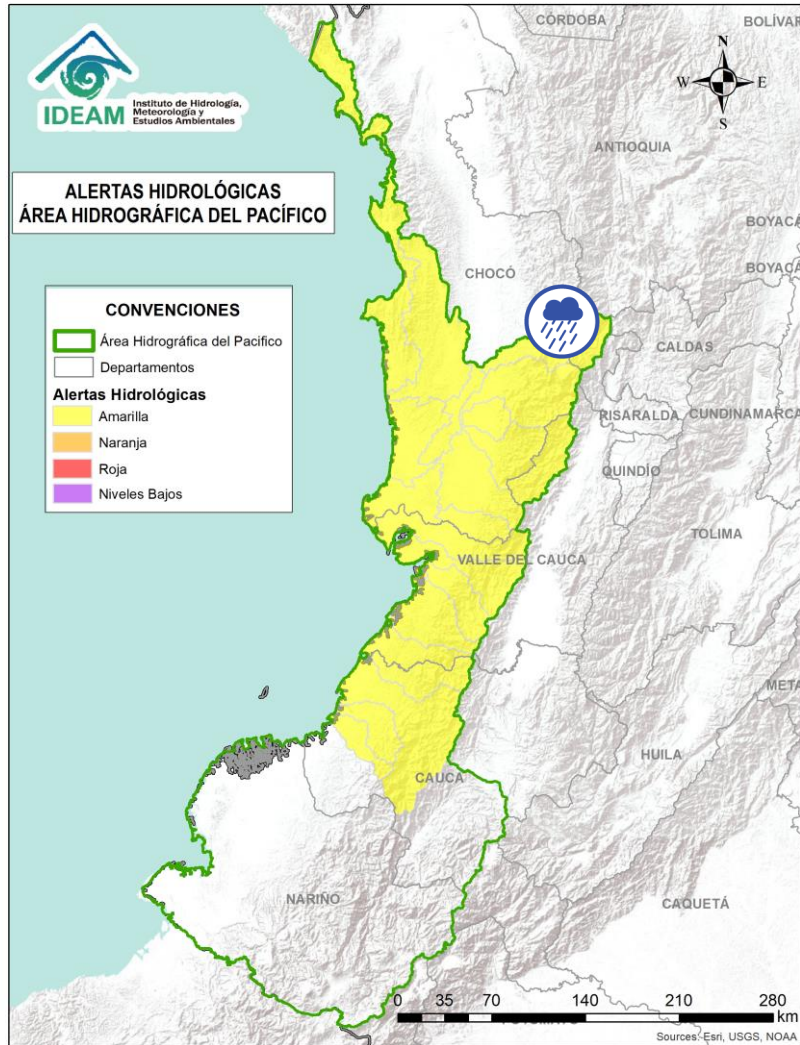 IDEAM
Instituto de Hidrología,
Meteorología y
Estudios Ambientales
ALERTAS HIDROLÓGICAS
ÁREA HIDROGRÁFICA DEL PACÍFICO
CONVENCIONES
Área Hidrográfica del Pacifico
Departamentos
Alertas Hidrológicas
Amarilla
Naranja
Roja
Niveles Bajos
CÓRDOBA
BOLÍVAR
N
W
E
S
ANTIOQUIA
BOYACÁ
CHOCÓ
BOYACÁ
CALDAS
RISARALDA
CUNDINAMARCA
QUINDÍO
TOLIMA
VALLE DEL CAUCA
META
HUILA
CAUCA
NARIÑO
CAQUETÁ
0 35 70 140 210 280
km
Sources: Esri, USGS, NOAA